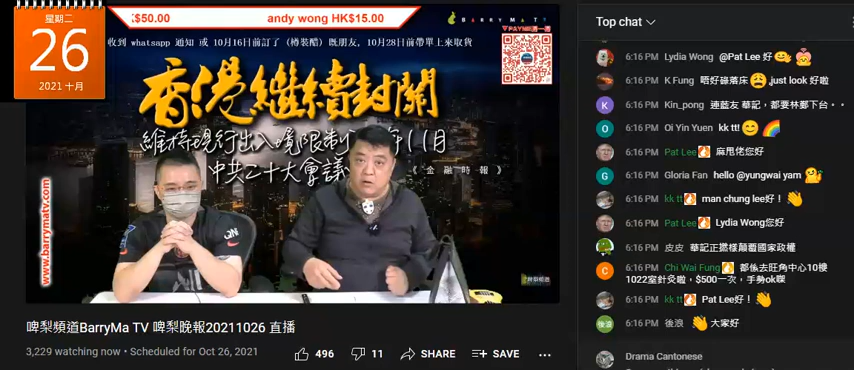 星期二
26
2021 十月
K$50.00
andy wong HK$15.00
BARRYMA TV
收到 whatsapp 通知 或 10月16日前訂了 (樽裝酷) 既朋友, 10月28日前帶單上來取貨
香港繼續封關
維持現行出入境限制
年11月
中共二十大會議
《金融時報》
www.barrymatv.com
啤梨頻道BarryMa TV 啤梨晚報20211026 直播
3,229 watching now • Scheduled for Oct 26, 2021
496
11
SHARE
SAVE
Top chat
6:16 PM Lydia Wong @Pat Lee 好
6:16 PM K Fung 唔好碌落床 ,just look 好啦
6:16 PM Kin_pong 連藍友 華記，都要林鄭下台。。
6:16 PM Oi Yin Yuen kk tt!
6:16 PM Pat Lee 麻甩佬您好
6:16 PM Gloria Fan hello @yungwai yam
6:16 PM kk tt man chung lee好！
6:16 PM Pat Lee Lydia Wong您好
6:16 PM 皮皮 華記正撚樣顛覆國家政權
6:16 PM Chi Wai Fung 都係去旺角中心10樓
1022室針灸啦，$500一次，手勢ok㗎
6:16 PM kk tt Pat Lee好！
6:16 PM 後浪 大家好
Drama Cantonese